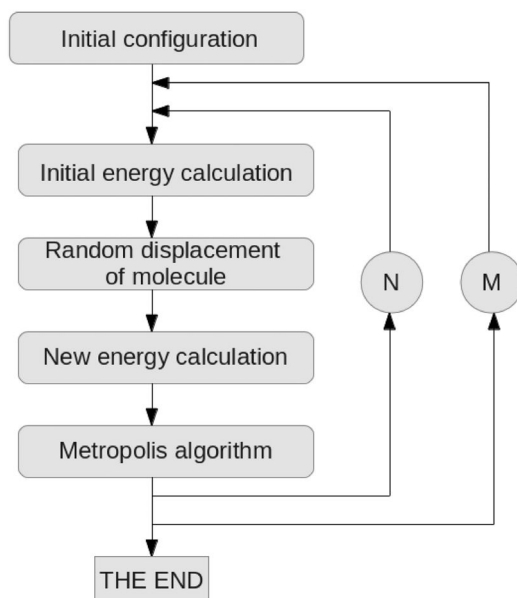 Initial configuration
Initial energy calculation
Random displacement
of molecule
N
M
New energy calculation
Metropolis algorithm
THE END